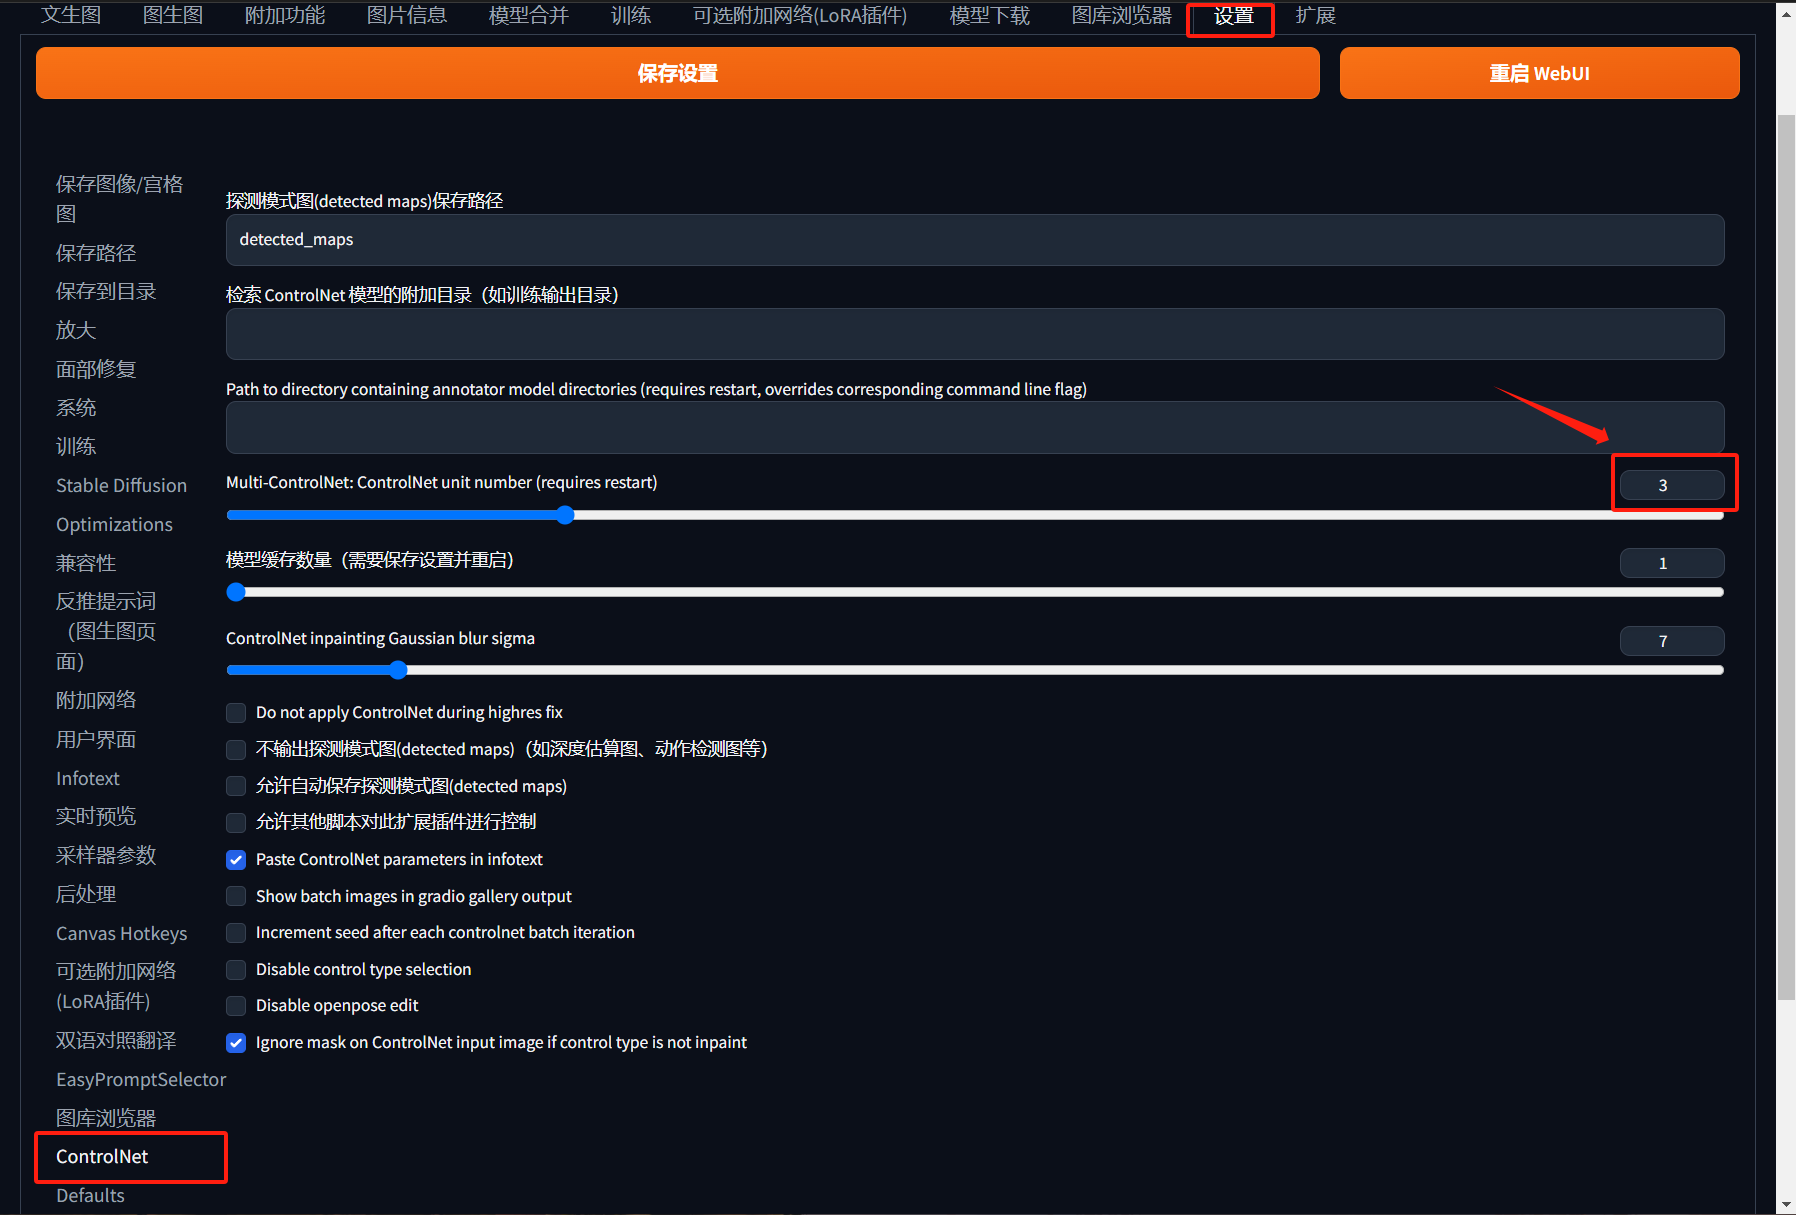 文生图 图生图 附加功能 图片信息 模型合并 训练 可选附加网络(LoRA插件) 模型下载 图库浏览器 设置 扩展
保存设置 重启 WebUI
保存图像/宫格
图
保存路径
保存到目录
放大
面部修复
系统
训练
Stable Diffusion
Optimizations
兼容性
反推提示词
（图生图页
面）
附加网络
用户界面
Infotext
实时预览
采样器参数
后处理
Canvas Hotkeys
可选附加网络
(LoRA插件)
双语对照翻译
EasyPromptSelector
图库浏览器
ControlNet
Defaults
探测模式图(detected maps)保存路径
detected_maps
检索 ControlNet 模型的附加目录（如训练输出目录）
Path to directory containing annotator model directories (requires restart, overrides corresponding command line flag)
Multi-ControlNet: ControlNet unit number (requires restart) 3
模型缓存数量（需要保存设置并重启） 1
ControlNet inpainting Gaussian blur sigma 7
Do not apply ControlNet during highres fix
不输出探测模式图(detected maps)（如深度估算图、动作检测图等）
允许自动保存探测模式图(detected maps)
允许其他脚本对此扩展插件进行控制
Paste ControlNet parameters in infotext
Show batch images in gradio gallery output
Increment seed after each controlnet batch iteration
Disable control type selection
Disable openpose edit
Ignore mask on ControlNet input image if control type is not inpaint